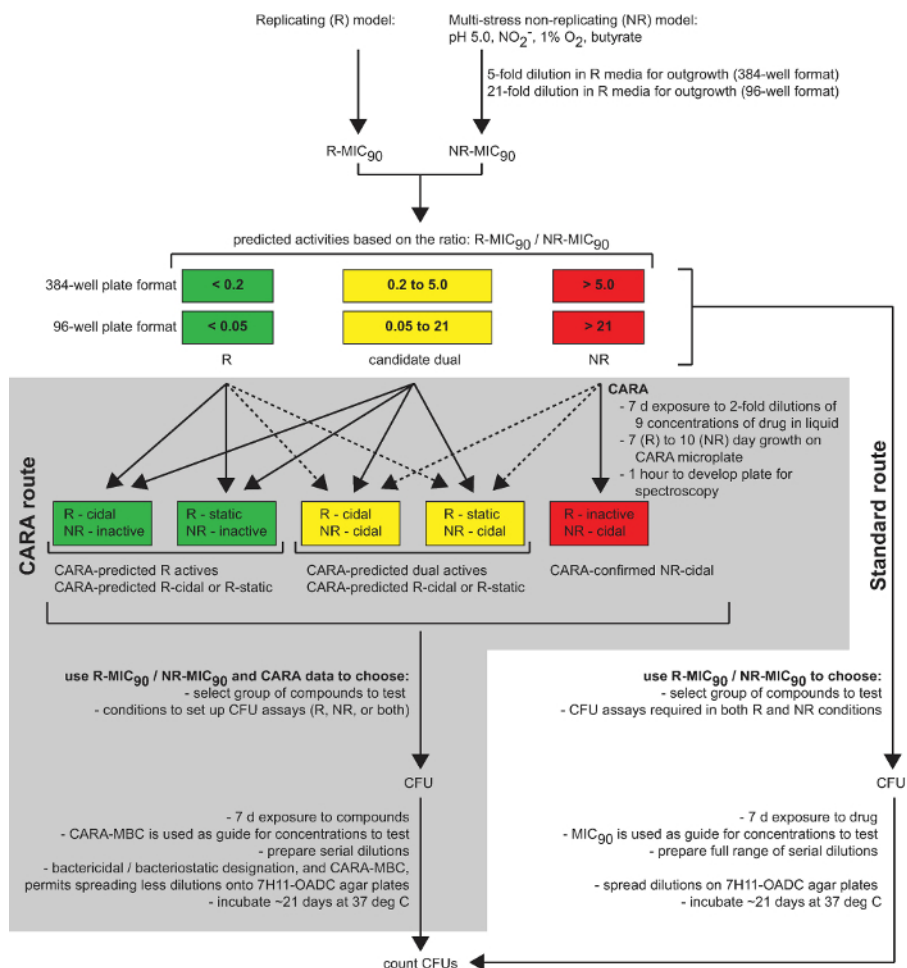 Replicating (R) model:
Multi-stress non-replicating (NR) model:
pH 5.0, NO2-, 1% O2, butyrate
5-fold dilution in R media for outgrowth (384-well format)
21-fold dilution in R media for outgrowth (96-well format)
R-MIC90
NR-MIC90
predicted activities based on the ratio: R-MIC90 / NR-MIC90
384-well plate format
< 0.2
0.2 to 5.0
> 5.0
96-well plate format
< 0.05
0.05 to 21
> 21
R
candidate dual
NR
CARA
- 7 d exposure to 2-fold dilutions of
9 concentrations of drug in liquid
- 7 (R) to 10 (NR) day growth on
CARA microplate
- 1 hour to develop plate for
spectroscopy
CARA route
Standard route
R - cidal
NR - inactive
R - static
NR - inactive
R - cidal
NR - cidal
R - static
NR - cidal
R - inactive
NR - cidal
CARA-predicted R actives
CARA-predicted R-cidal or R-static
CARA-predicted dual actives
CARA-predicted R-cidal or R-static
CARA-confirmed NR-cidal
use R-MIC90 / NR-MIC90 and CARA data to choose:
- select group of compounds to test
- conditions to set up CFU assays (R, NR, or both)
use R-MIC90 / NR-MIC90 to choose:
- select group of compounds to test
- CFU assays required in both R and NR conditions
CFU
CFU
- 7 d exposure to compounds
- CARA-MBC is used as guide for concentrations to test
- prepare serial dilutions
- bactericidal / bacteriostatic designation, and CARA-MBC,
permits spreading less dilutions onto 7H11-OADC agar plates
- incubate ~21 days at 37 deg C
- 7 d exposure to drug
- MIC90 is used as guide for concentrations to test
- prepare full range of serial dilutions
- spread dilutions on 7H11-OADC agar plates
- incubate ~21 days at 37 deg C
count CFUs